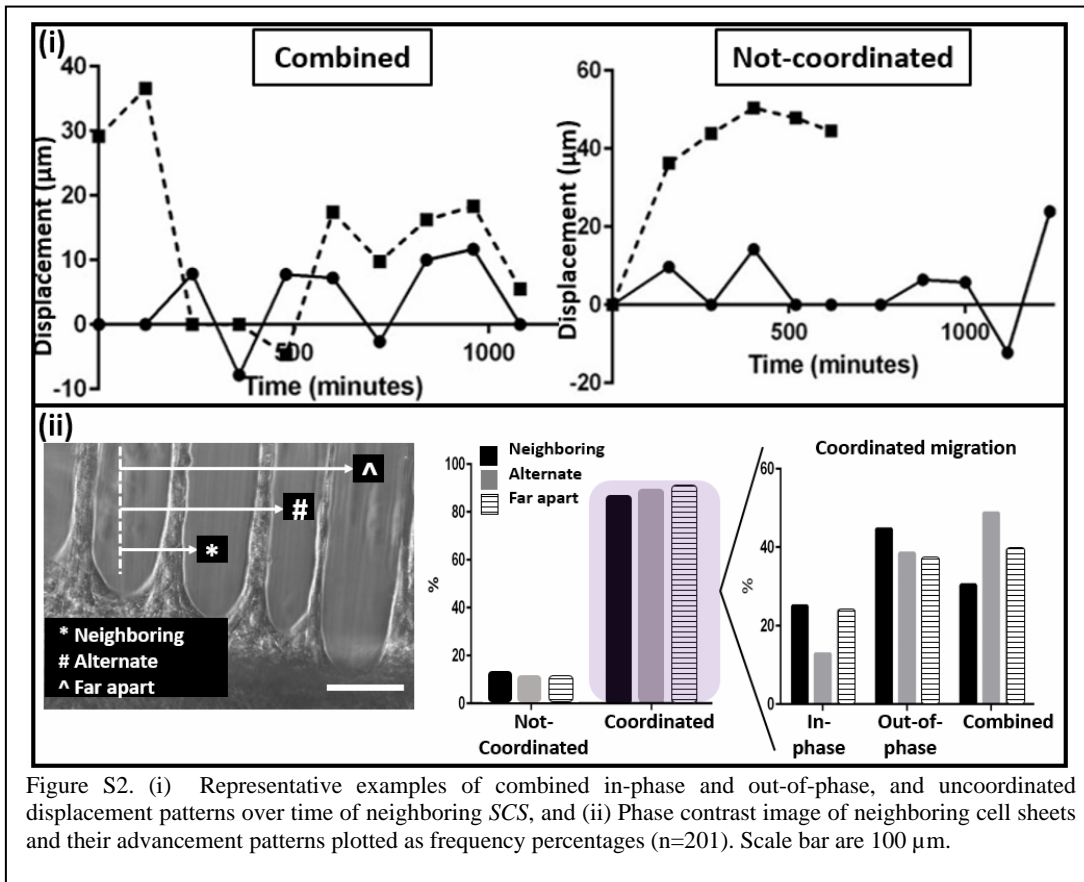 (i)
Combined
Not-coordinated
40
30
20
10
0
-10
Displacement (µm)
500
1000
Time (minutes)
60
40
20
0
-20
Displacement (µm)
500
1000
Time (minutes)
(ii)
^
#
*
* Neighboring
# Alternate
^ Far apart
Neighboring
Alternate
Far apart
100
80
60
40
20
0
%
Not-
Coordinated
Coordinated
Coordinated migration
60
40
20
0
%
In-
phase
Out-of-
phase
Combined
Figure S2. (i) Representative examples of combined in-phase and out-of-phase, and uncoordinated
displacement patterns over time of neighboring SCS, and (ii) Phase contrast image of neighboring cell sheets
and their advancement patterns plotted as frequency percentages (n=201). Scale bar are 100 µm.